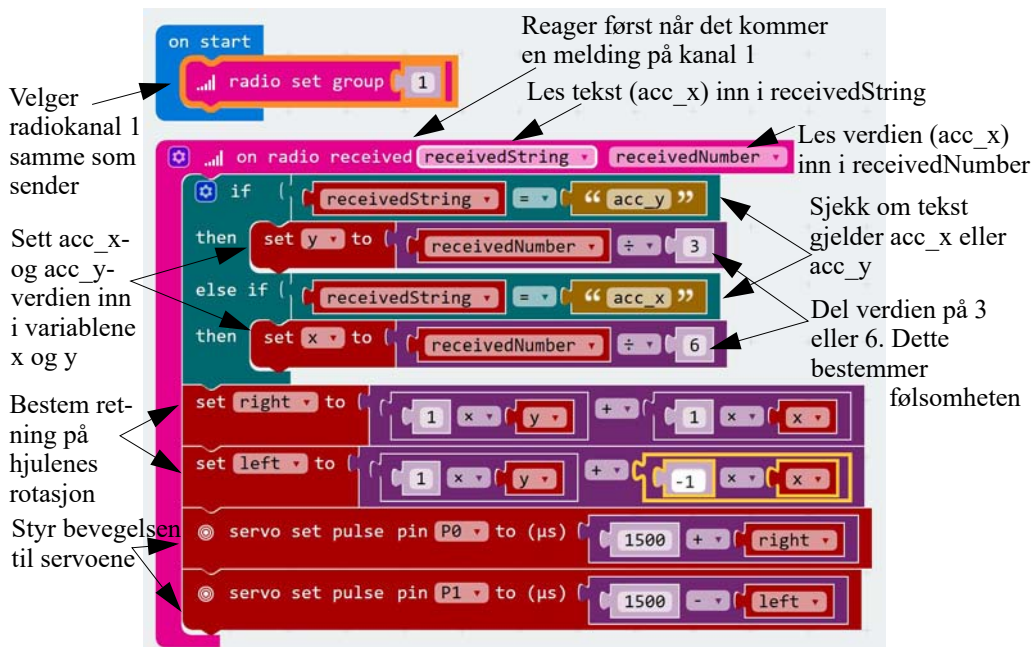 Reager først når det kommer
en melding på kanal 1
on start
radio set group 1
Les tekst (acc_x) inn i receivedString
Velger
radiokanal 1
samme som
sender
Les verdien (acc_x)
inn i receivedNumber
on radio received receivedString receivedNumber
if receivedString = “ acc_y ”
Sjekk om tekst
gjelder acc_x eller
acc_y
Sett acc_x-
og acc_y-
verdien inn
i variablene
x og y
then set y to receivedNumber ÷ 3
else if receivedString = “ acc_x ”
then set x to receivedNumber ÷ 6
Del verdien på 3
eller 6. Dette
bestemmer
følsomheten
Bestem ret-
ning på
hjulenes
rotasjon
set right to 1 × y + 1 × x
set left to 1 × y + -1 × x
Styr bevegelsen
til servoene
servo set pulse pin P0 to (µs) 1500 + right
servo set pulse pin P1 to (µs) 1500 - left